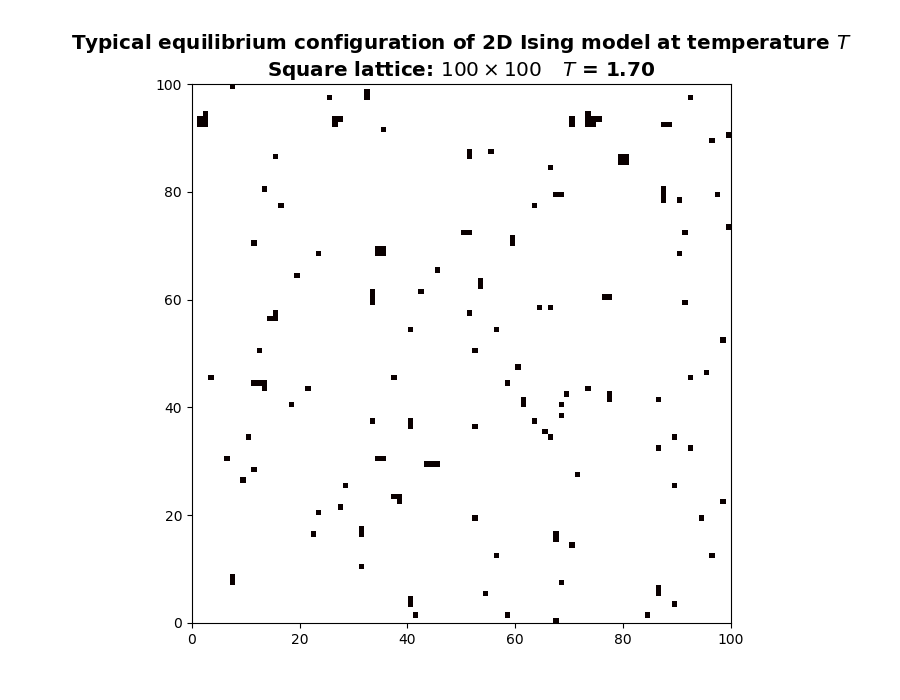 Typical equilibrium configuration of 2D Ising model at temperature T
Square lattice: 100 × 100 T = 1.70
100
80
60
40
20
0
0 20 40 60 80 100